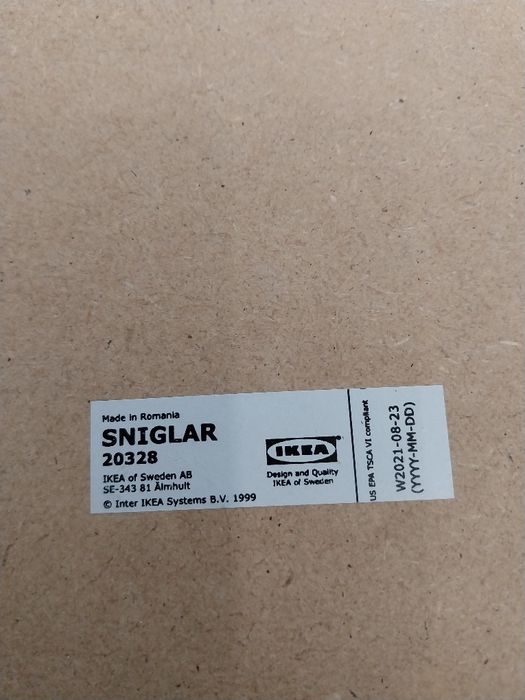 Made in Romania
SNIGLAR
20328
IKEA of Sweden AB
SE-343 81 Älmhult
© Inter IKEA Systems B.V. 1999
IKEA
Design and Quality
IKEA of Sweden
US EPA TSCA VI compliant
W2021-08-23
(YYYY-MM-DD)